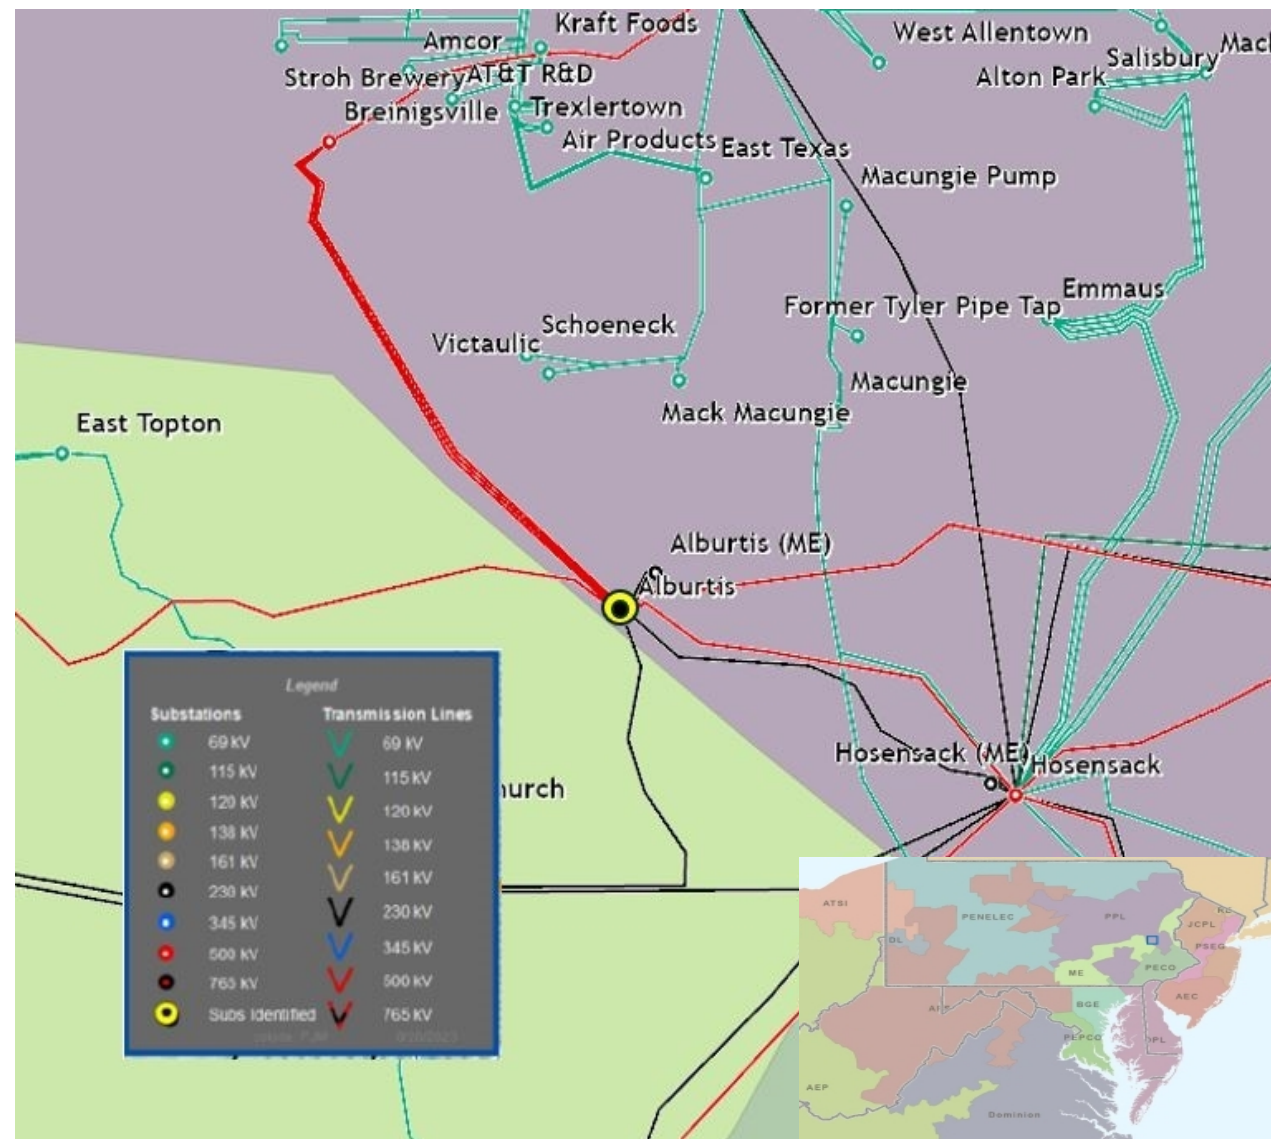 Kraft Foods
West Allentown
Amcor
Salisbury
Stroh Brewery
AT&T R&D
Alton Park
Breinigsville
Trexlertown
Air Products
East Texas
Macungie Pump
Emmaus
Former Tyler Pipe Tap
Schoeneck
Victaulic
Macungie
Mack Macungie
East Topton
Alburtis (ME)
Alburtis
Hosensack (ME)
Hosensack
Legend
Substations
69 kV
115 kV
120 kV
138 kV
161 kV
230 kV
345 kV
500 kV
765 kV
Subs Identified
Transmission Lines
69 kV
115 kV
120 kV
138 kV
161 kV
230 kV
345 kV
500 kV
765 kV
ATSI
PENELEC
PPL
JCPL
RE
DL
PSEG
ME
PECO
BGE
AEC
PEPCO
DPL
AEP
Dominion